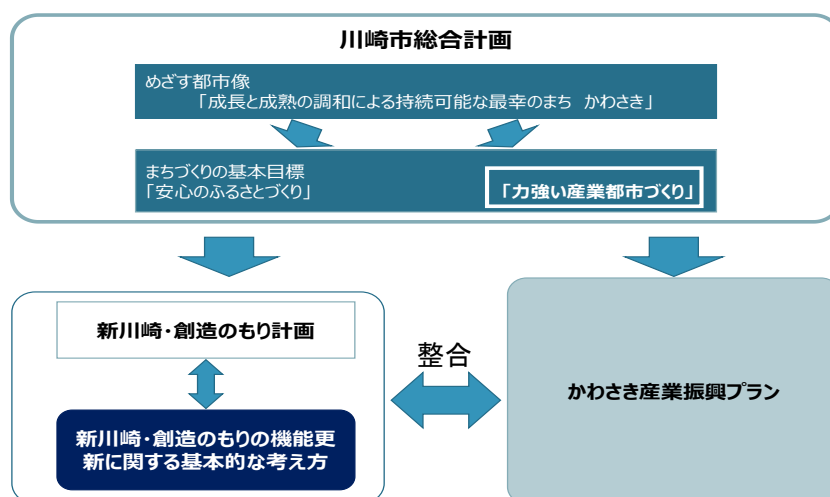 川崎市総合計画
めざす都市像
「成長と成熟の調和による持続可能な最幸のまち かわさき」
まちづくりの基本目標
「安心のふるさとづくり」
「力強い産業都市づくり」
新川崎・創造のもり計画
整合
かわさき産業振興プラン
新川崎・創造のもりの機能更
新に関する基本的な考え方